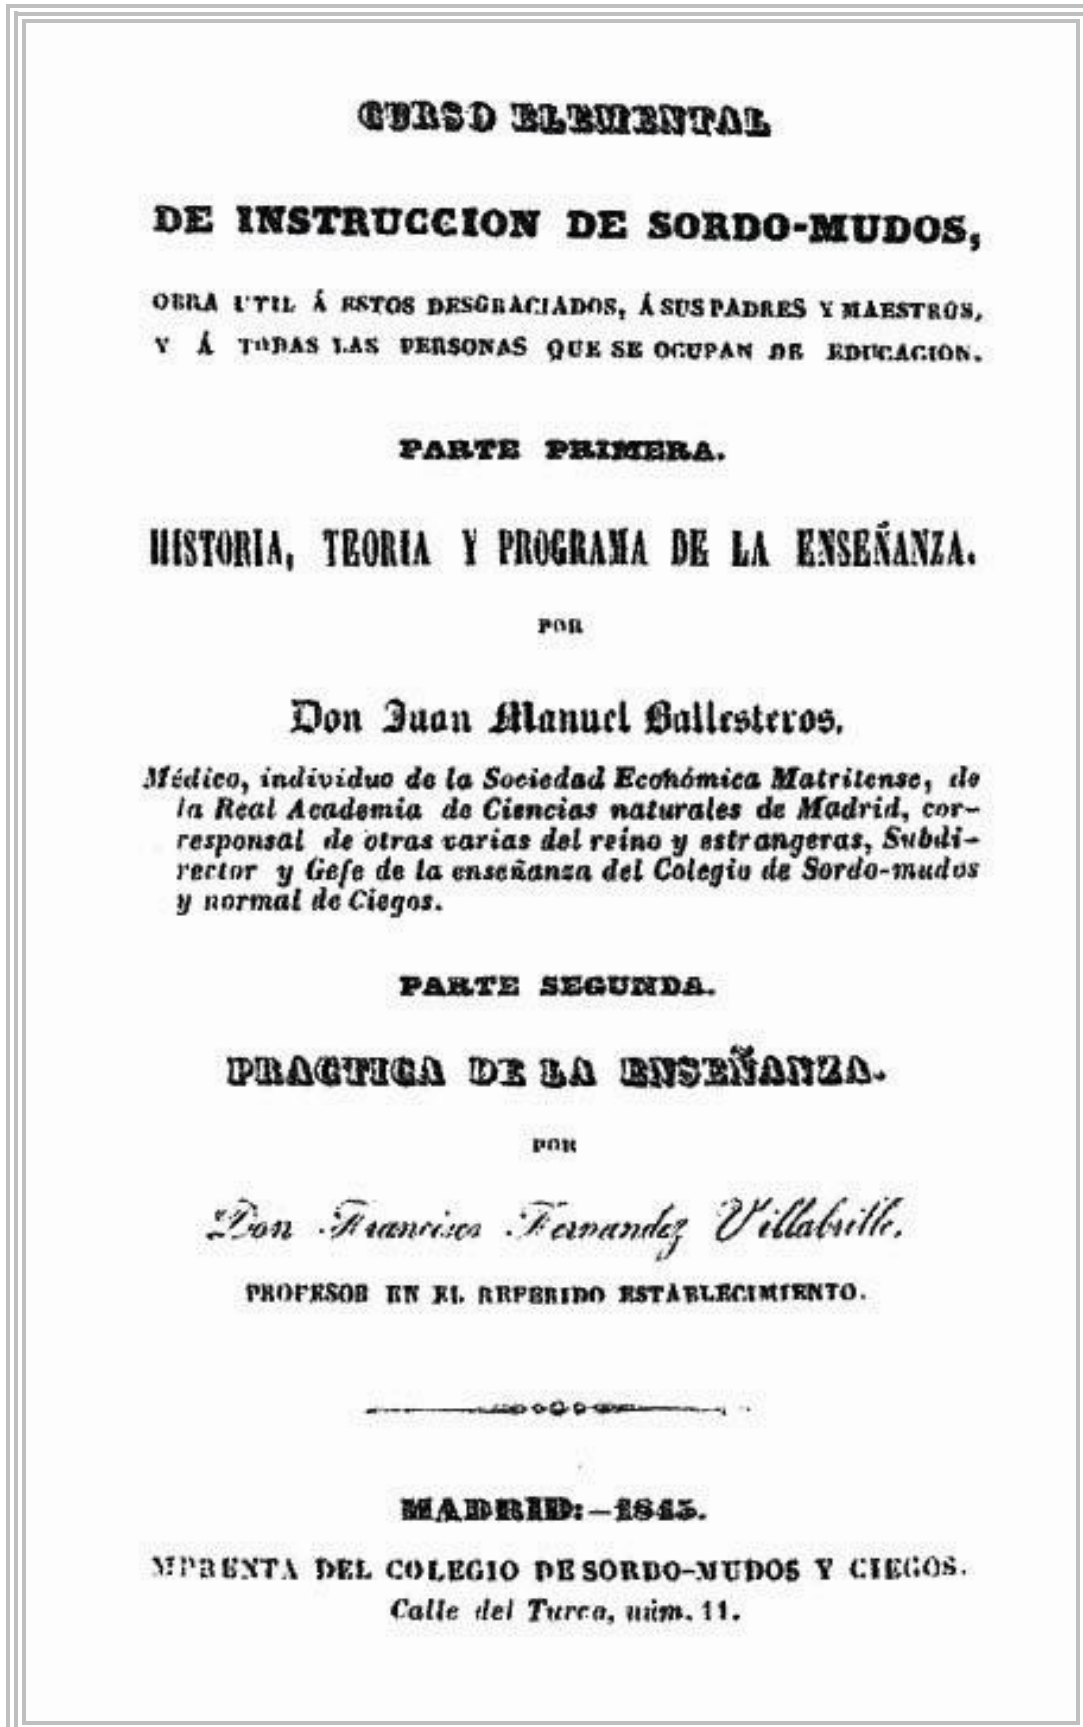 CURSO ELEMENTAL
DE INSTRUCCION DE SORDO-MUDOS,
OBRA UTIL Á ESTOS DESGRACIADOS, Á SUS PADRES Y MAESTROS,
Y Á TODAS LAS PERSONAS QUE SE OCUPAN DE EDUCACION.
PARTE PRIMERA.
HISTORIA, TEORIA Y PROGRAMA DE LA ENSEÑANZA.
POR
Don Juan Manuel Ballesteros,
Médico, individuo de la Sociedad Económica Matritense, de
la Real Academia de Ciencias naturales de Madrid, cor-
responsal de otras varias del reino y estrangeras, Subdi-
rector y Gefe de la enseñanza del Colegio de Sordo-mudos
y normal de Ciegos.
PARTE SEGUNDA.
PRACTICA DE LA ENSEÑANZA.
POR
Don Francisco Fernandez Villabrille,
PROFESOR EN EL REFERIDO ESTABLECIMIENTO.
MADRID:—1845.
MPRENTA DEL COLEGIO DE SORDO-MUDOS Y CIEGOS.
Calle del Turco, núm. 11.